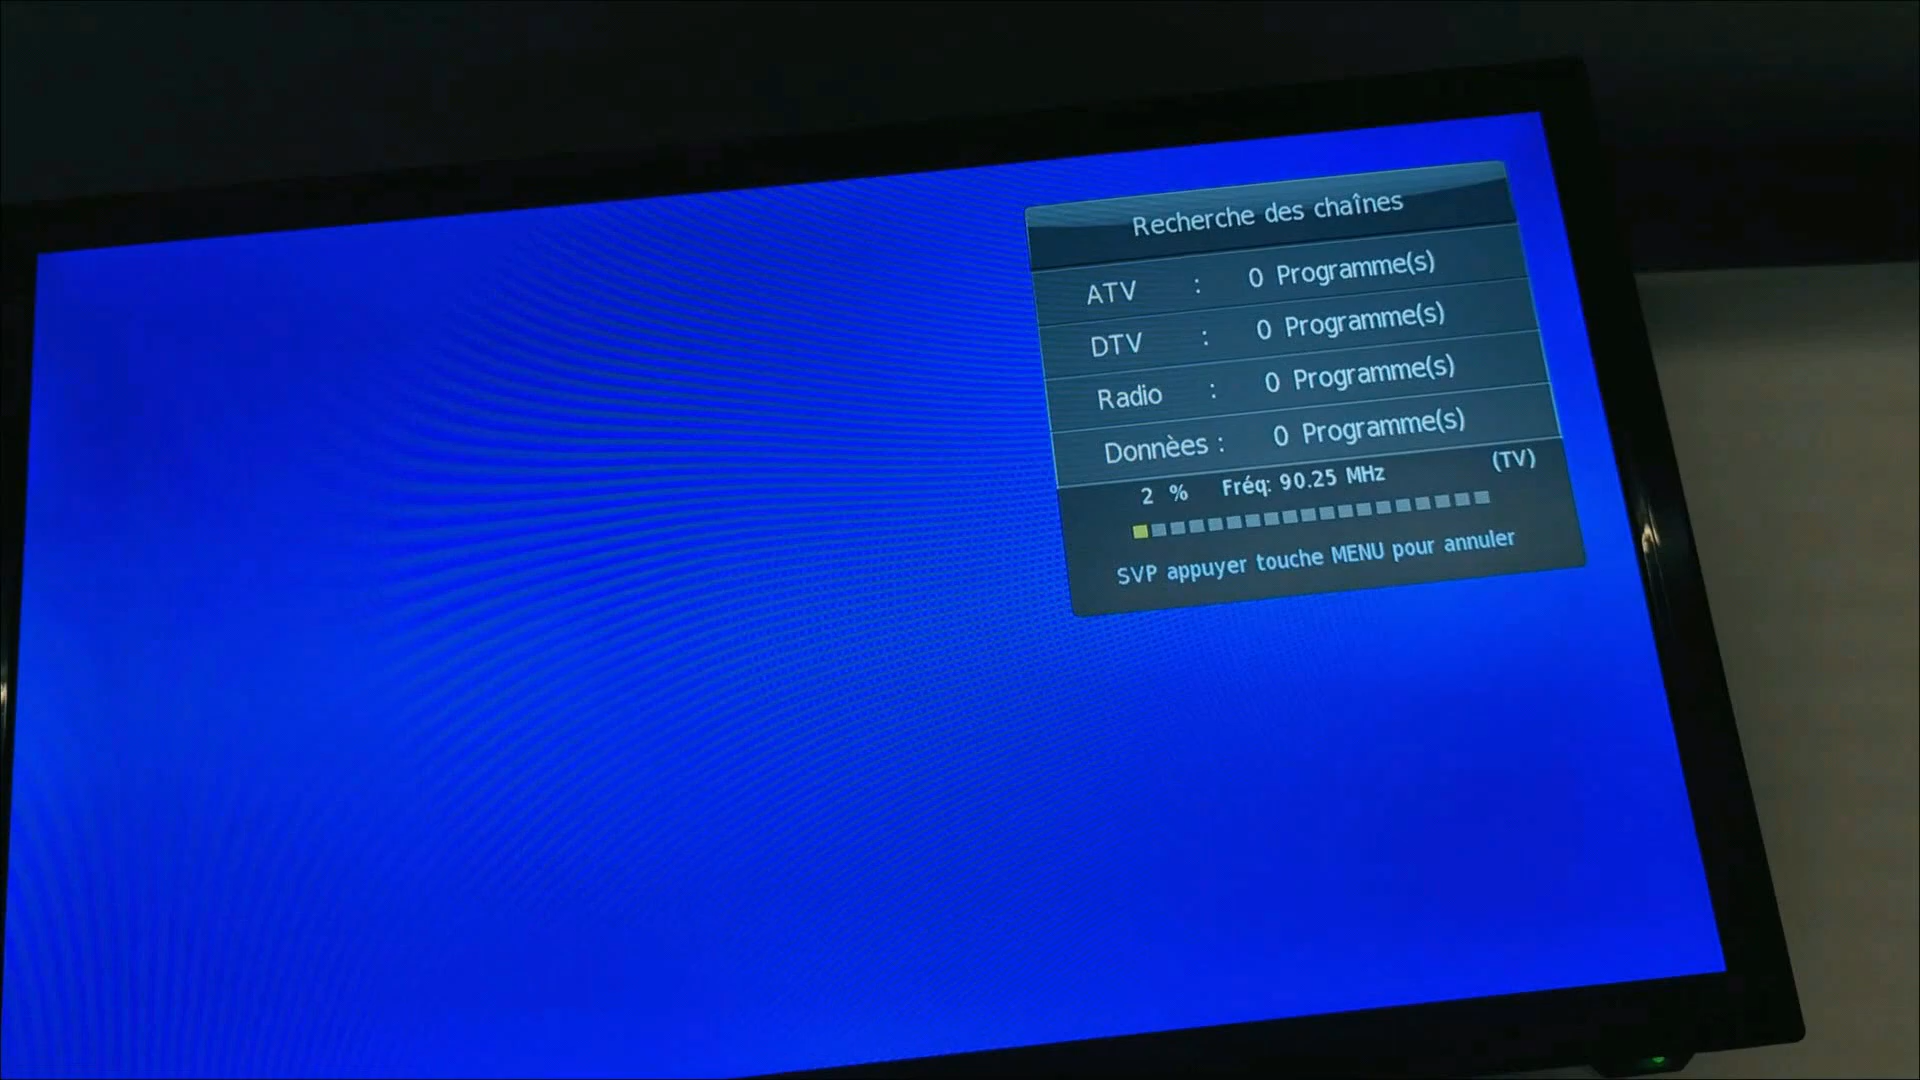 Recherche des chaînes
ATV : 0 Programme(s)
DTV : 0 Programme(s)
Radio : 0 Programme(s)
Donnèes : 0 Programme(s)
2 % Fréq: 90.25 MHz (TV)
SVP appuyer touche MENU pour annuler